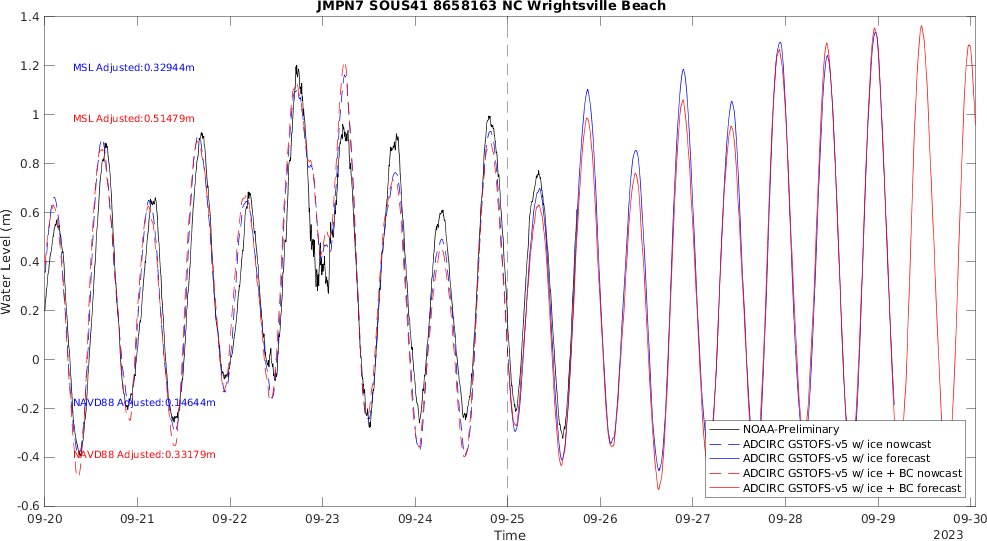 JMPN7 SOUS41 8658163 NC Wrightsville Beach
Water Level (m)
1.4
1.2
1
0.8
0.6
0.4
0.2
0
-0.2
-0.4
-0.6
MSL Adjusted:0.32944m
MSL Adjusted:0.51479m
NAVD88 Adjusted:0.14644m
NAVD88 Adjusted:0.33179m
NOAA-Preliminary
ADCIRC GSTOFS-v5 w/ ice nowcast
ADCIRC GSTOFS-v5 w/ ice forecast
ADCIRC GSTOFS-v5 w/ ice + BC nowcast
ADCIRC GSTOFS-v5 w/ ice + BC forecast
09-20 09-21 09-22 09-23 09-24 09-25 09-26 09-27 09-28 09-29 09-30
Time
2023